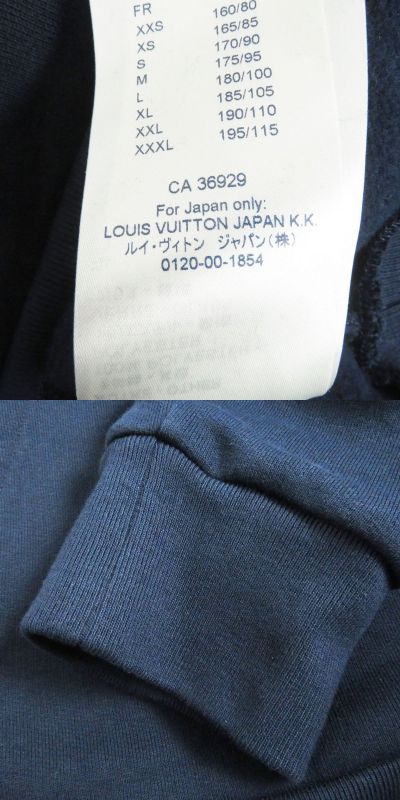 FR 160/80
XXS 165/85
XS 170/90
S 175/95
M 180/100
L 185/105
XL 190/110
XXL 195/115
XXXL
CA 36929
For Japan only:
LOUIS VUITTON JAPAN K.K.
ルイ・ヴィトン ジャパン(株)
0120-00-1854